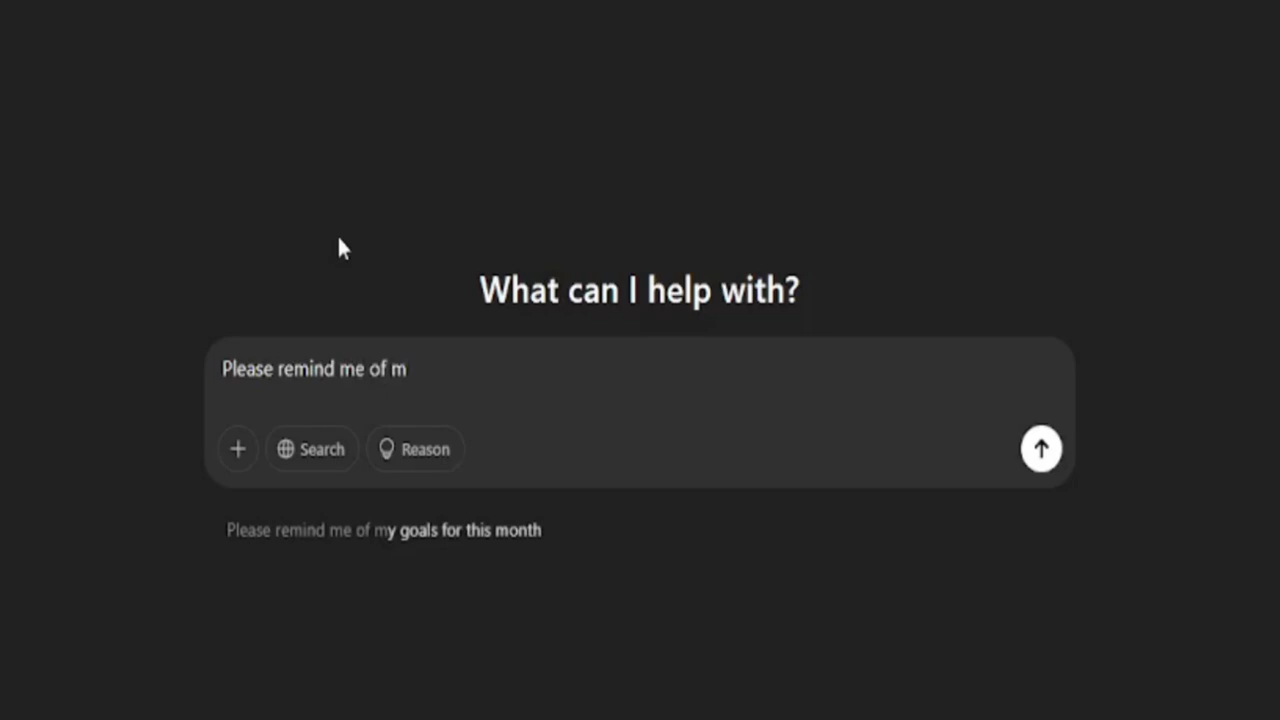 What can I help with?
Please remind me of m
Search
Reason
Please remind me of my goals for this month